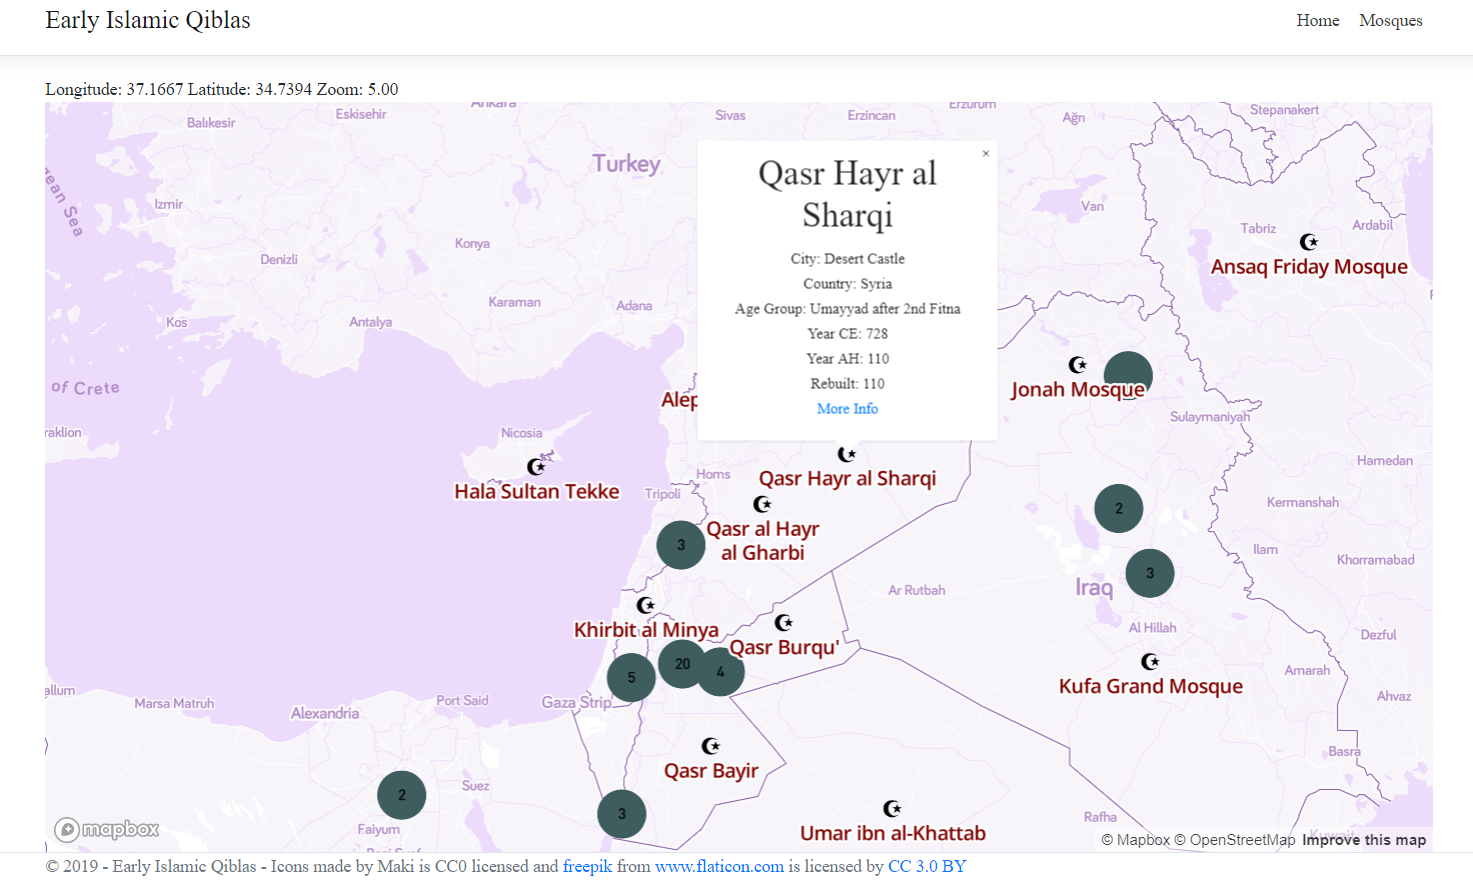 Early Islamic Qiblas
Home Mosques
Longitude: 37.1667 Latitude: 34.7394 Zoom: 5.00
Ankara
Erzurum
Balıkesir
Eskişehir
Sivas
Erzincan
Ağrı
Stepanakert
Turkey
Qasr Hayr al
Sharqi
×
ean Sea
Izmir
Van
Tabriz
Ardabil
Konya
Denizli
Ansaq Friday Mosque
City: Desert Castle
Country: Syria
Age Group: Umayyad after 2nd Fitna
Year CE: 728
Year AH: 110
Rebuilt: 110
More Info
Karaman
Adana
Kos
Antalya
of Crete
Alep
Jonah Mosque
Sulaymaniyah
raklion
Nicosia
Hamedan
Homs
Qasr Hayr al Sharqi
Hala Sultan Tekke
Tripoli
Kermanshah
2
Qasr al Hayr
al Gharbi
3
Ilam
Khorramabad
3
Iraq
Ar Rutbah
Khirbit al Minya
Al Hillah
Dezful
Qasr Burqu'
20
4
5
Amarah
Kufa Grand Mosque
allum
Marsa Matruh
Port Said
Gaza Strip
Ahvaz
Alexandria
Basra
Qasr Bayir
Suez
2
3
Rafha
Faiyum
Umar ibn al-Khattab
Kuwait
mapbox
© Mapbox © OpenStreetMap Improve this map
Beni Suef
© 2019 - Early Islamic Qiblas - Icons made by Maki is CC0 licensed and freepik from www.flaticon.com is licensed by CC 3.0 BY